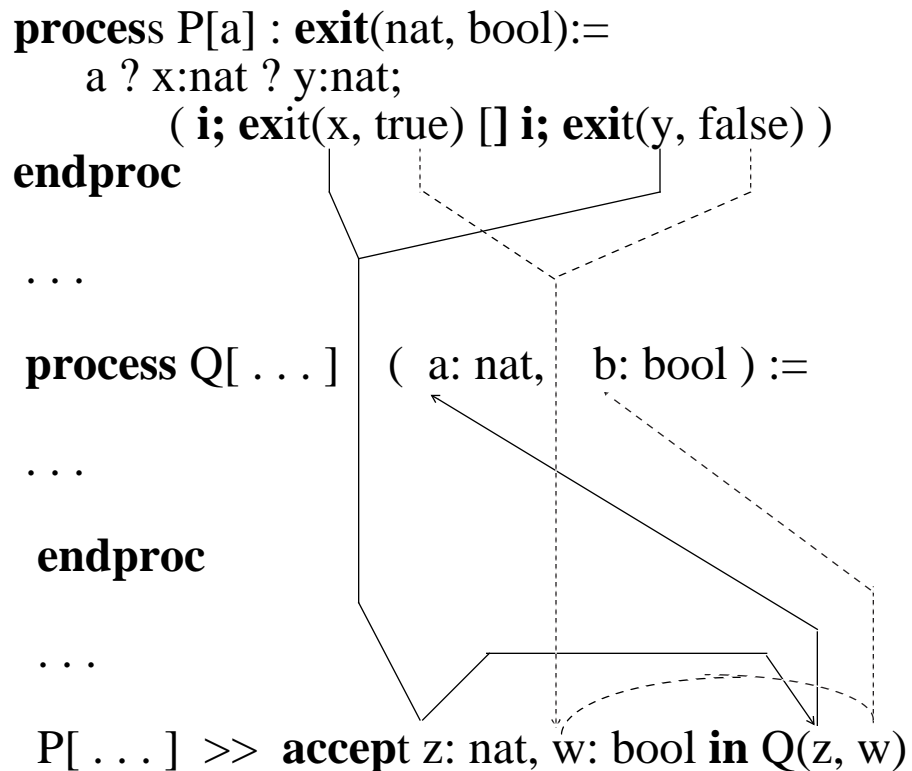 process P[a] : exit(nat, bool):=
a ? x:nat ? y:nat;
( i; exit(x, true) [] i; exit(y, false) )
endproc
. . .
process Q[ . . . ] ( a: nat, b: bool ) :=
. . .
endproc
. . .
P[ . . . ] >> accept z: nat, w: bool in Q(z, w)